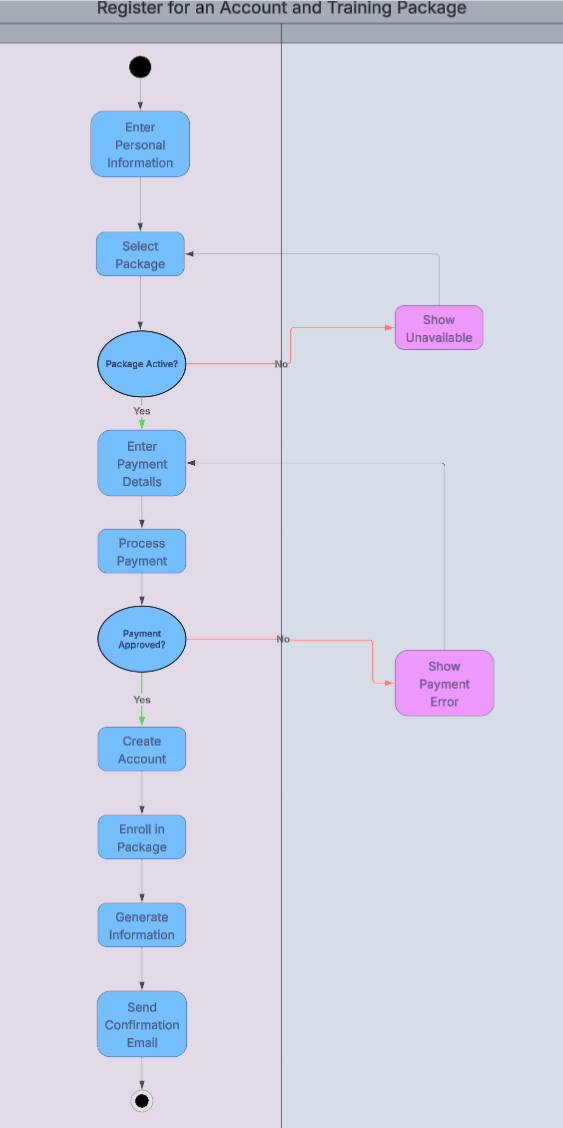 Register for an Account and Training Package
Enter
Personal
Information
Select
Package
Show
Unavailable
Package Active?
No
Yes
Enter
Payment
Details
Process
Payment
Payment
Approved?
No
Show
Payment
Error
Yes
Create
Account
Enroll in
Package
Generate
Information
Send
Confirmation
Email